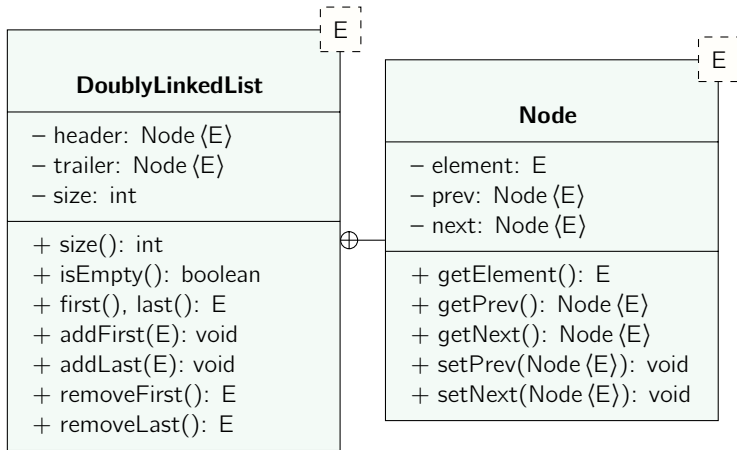 E
DoublyLinkedList
– header: Node⟨E⟩
– trailer: Node⟨E⟩
– size: int
+ size(): int
+ isEmpty(): boolean
+ first(), last(): E
+ addFirst(E): void
+ addLast(E): void
+ removeFirst(): E
+ removeLast(): E
E
Node
– element: E
– prev: Node⟨E⟩
– next: Node⟨E⟩
+ getElement(): E
+ getPrev(): Node⟨E⟩
+ getNext(): Node⟨E⟩
+ setPrev(Node⟨E⟩): void
+ setNext(Node⟨E⟩): void